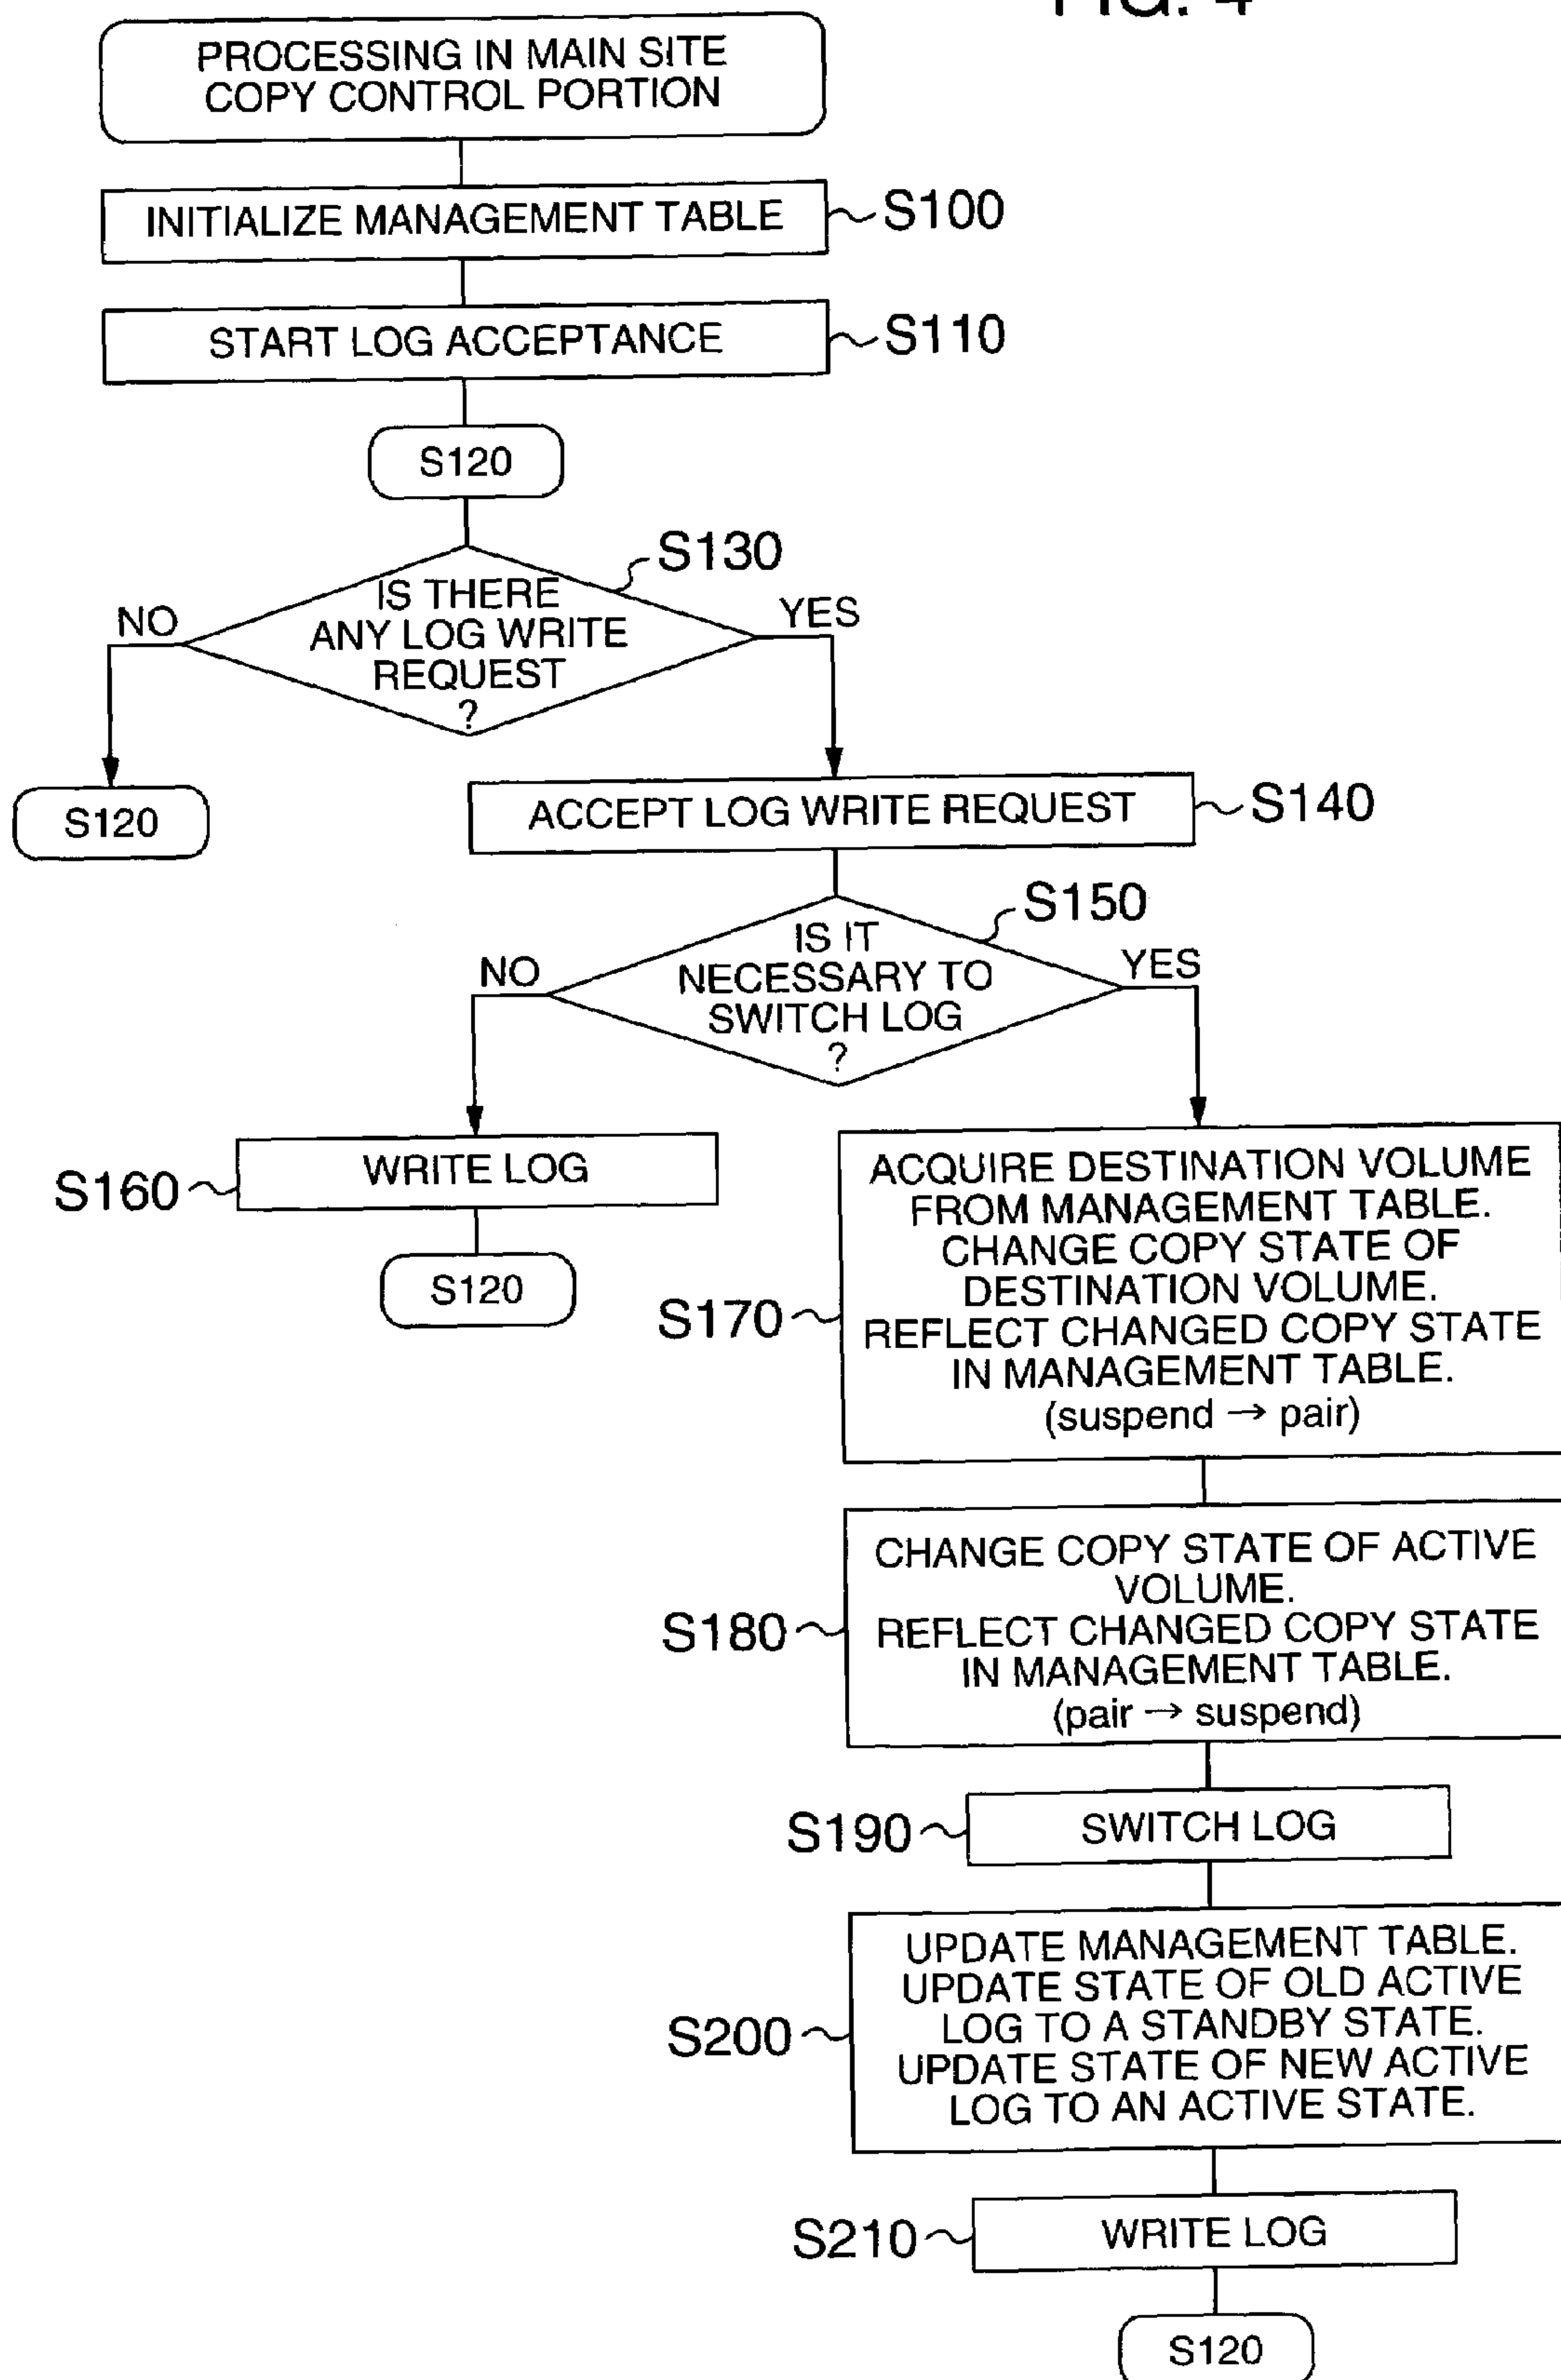 FIG. 4
PROCESSING IN MAIN SITE
COPY CONTROL PORTION
INITIALIZE MANAGEMENT TABLE
S100
START LOG ACCEPTANCE
S110
S120
S130
IS THERE
ANY LOG WRITE
REQUEST
?
NO
YES
S120
ACCEPT LOG WRITE REQUEST
S140
S150
IS IT
NECESSARY TO
SWITCH LOG
?
NO
YES
S160
WRITE LOG
S120
S170
ACQUIRE DESTINATION VOLUME
FROM MANAGEMENT TABLE.
CHANGE COPY STATE OF
DESTINATION VOLUME.
REFLECT CHANGED COPY STATE
IN MANAGEMENT TABLE.
(suspend → pair)
S180
CHANGE COPY STATE OF ACTIVE
VOLUME.
REFLECT CHANGED COPY STATE
IN MANAGEMENT TABLE.
(pair → suspend)
S190
SWITCH LOG
S200
UPDATE MANAGEMENT TABLE.
UPDATE STATE OF OLD ACTIVE
LOG TO A STANDBY STATE.
UPDATE STATE OF NEW ACTIVE
LOG TO AN ACTIVE STATE.
S210
WRITE LOG
S120